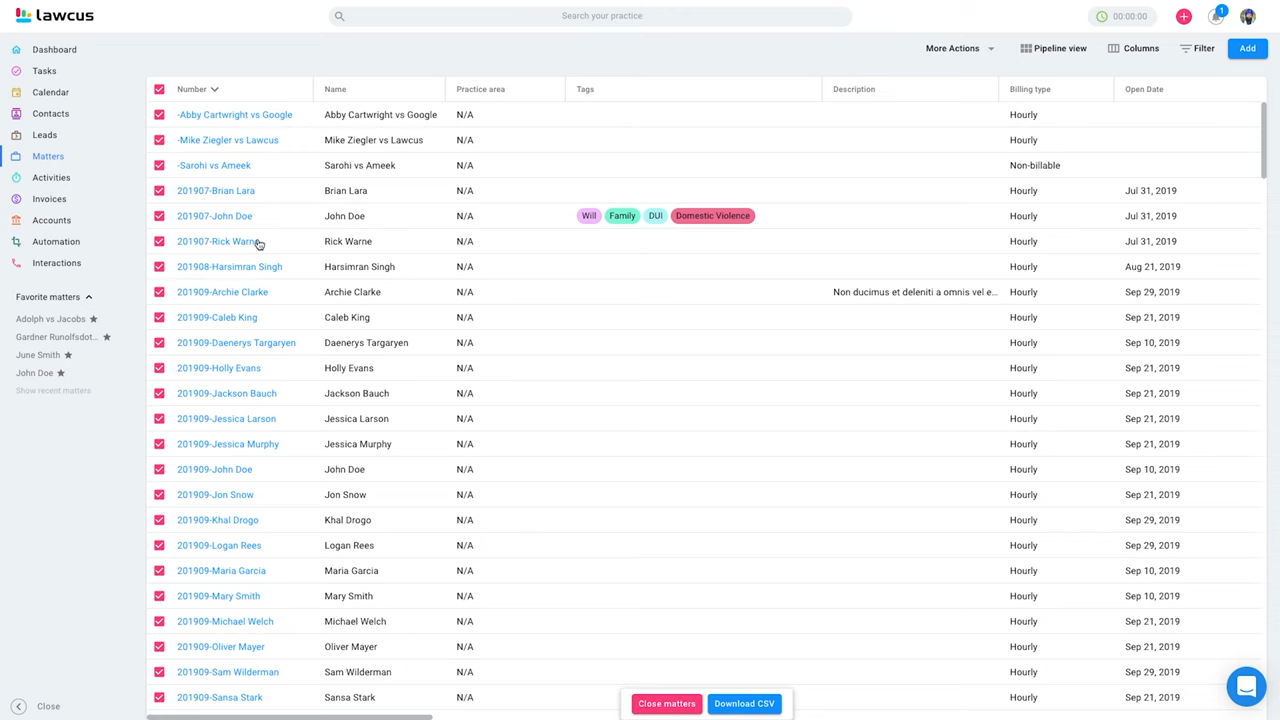 lawcus
Search your practice
00:00:00
1
Dashboard
Tasks
Calendar
Contacts
Leads
Matters
Activities
Invoices
Accounts
Automation
Interactions
Favorite matters
Adolph vs Jacobs
Gardner Runolfsdot...
June Smith
John Doe
Show recent matters
Close
More Actions Pipeline view Columns Filter Add
Number Name Practice area Tags Description Billing type Open Date
-Abby Cartwright vs Google Abby Cartwright vs Google N/A Hourly
-Mike Ziegler vs Lawcus Mike Ziegler vs Lawcus N/A Hourly
-Sarohi vs Ameek Sarohi vs Ameek N/A Non-billable
201907-Brian Lara Brian Lara N/A Hourly Jul 31, 2019
201907-John Doe John Doe N/A Will Family DUI Domestic Violence Hourly Jul 31, 2019
201907-Rick Warne Rick Warne N/A Hourly Jul 31, 2019
201908-Harsimran Singh Harsimran Singh N/A Hourly Aug 21, 2019
201909-Archie Clarke Archie Clarke N/A Non ducimus et deleniti a omnis vel e... Hourly Sep 29, 2019
201909-Caleb King Caleb King N/A Hourly Sep 21, 2019
201909-Daenerys Targaryen Daenerys Targaryen N/A Hourly Sep 10, 2019
201909-Holly Evans Holly Evans N/A Hourly Sep 21, 2019
201909-Jackson Bauch Jackson Bauch N/A Hourly Sep 29, 2019
201909-Jessica Larson Jessica Larson N/A Hourly Sep 21, 2019
201909-Jessica Murphy Jessica Murphy N/A Hourly Sep 21, 2019
201909-John Doe John Doe N/A Hourly Sep 10, 2019
201909-Jon Snow Jon Snow N/A Hourly Sep 21, 2019
201909-Khal Drogo Khal Drogo N/A Hourly Sep 29, 2019
201909-Logan Rees Logan Rees N/A Hourly Sep 29, 2019
201909-Maria Garcia Maria Garcia N/A Hourly Sep 10, 2019
201909-Mary Smith Mary Smith N/A Hourly Sep 10, 2019
201909-Michael Welch Michael Welch N/A Hourly Sep 21, 2019
201909-Oliver Mayer Oliver Mayer N/A Hourly Sep 21, 2019
201909-Sam Wilderman Sam Wilderman N/A Hourly Sep 29, 2019
201909-Sansa Stark Sansa Stark N/A Hourly Sep 21, 2019
Close matters Download CSV